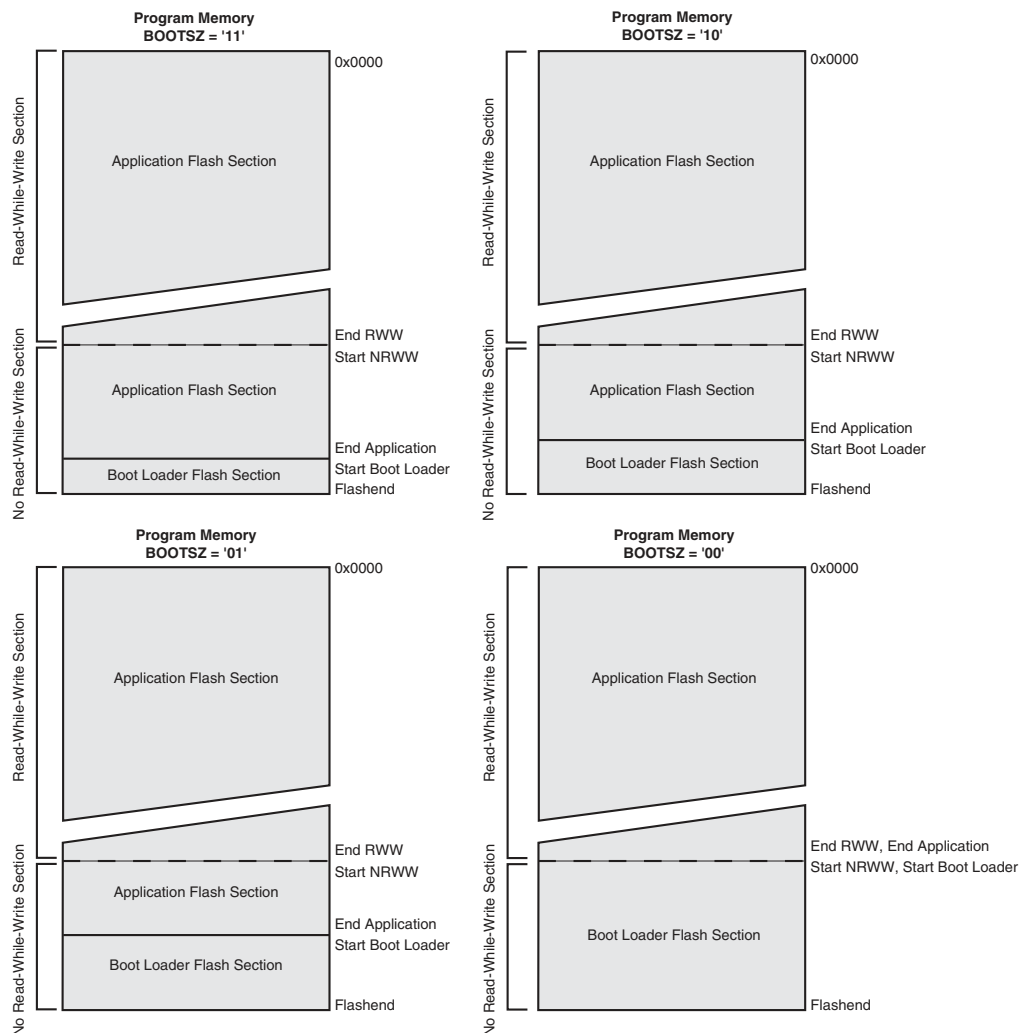 Program Memory
BOOTSZ = '11'
0x0000
Read-While-Write Section
Application Flash Section
End RWW
Start NRWW
No Read-While-Write Section
Application Flash Section
End Application
Start Boot Loader
Boot Loader Flash Section
Flashend
Program Memory
BOOTSZ = '10'
0x0000
Read-While-Write Section
Application Flash Section
End RWW
Start NRWW
No Read-While-Write Section
Application Flash Section
End Application
Start Boot Loader
Boot Loader Flash Section
Flashend
Program Memory
BOOTSZ = '01'
0x0000
Read-While-Write Section
Application Flash Section
End RWW
Start NRWW
No Read-While-Write Section
Application Flash Section
End Application
Start Boot Loader
Boot Loader Flash Section
Flashend
Program Memory
BOOTSZ = '00'
0x0000
Read-While-Write Section
Application Flash Section
End RWW, End Application
Start NRWW, Start Boot Loader
No Read-While-Write Section
Boot Loader Flash Section
Flashend